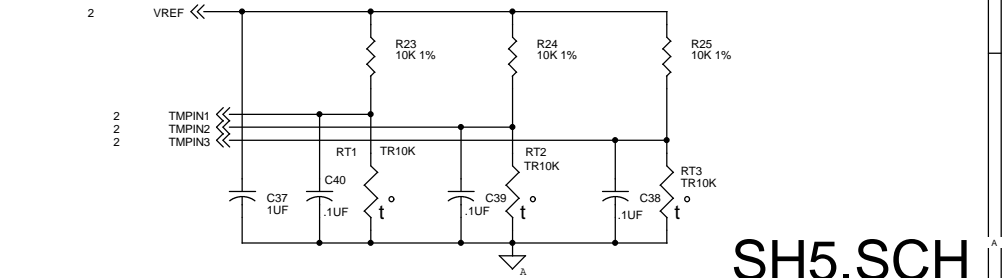 2 VREF
R23
10K 1%
R24
10K 1%
R25
10K 1%
2 TMPIN1
2 TMPIN2
2 TMPIN3
RT1 TR10K
RT2
TR10K
RT3
TR10K
C37
1UF
C40
.1UF
t°
C39
.1UF
t°
C38
.1UF
t°
A
SH5.SCH
A